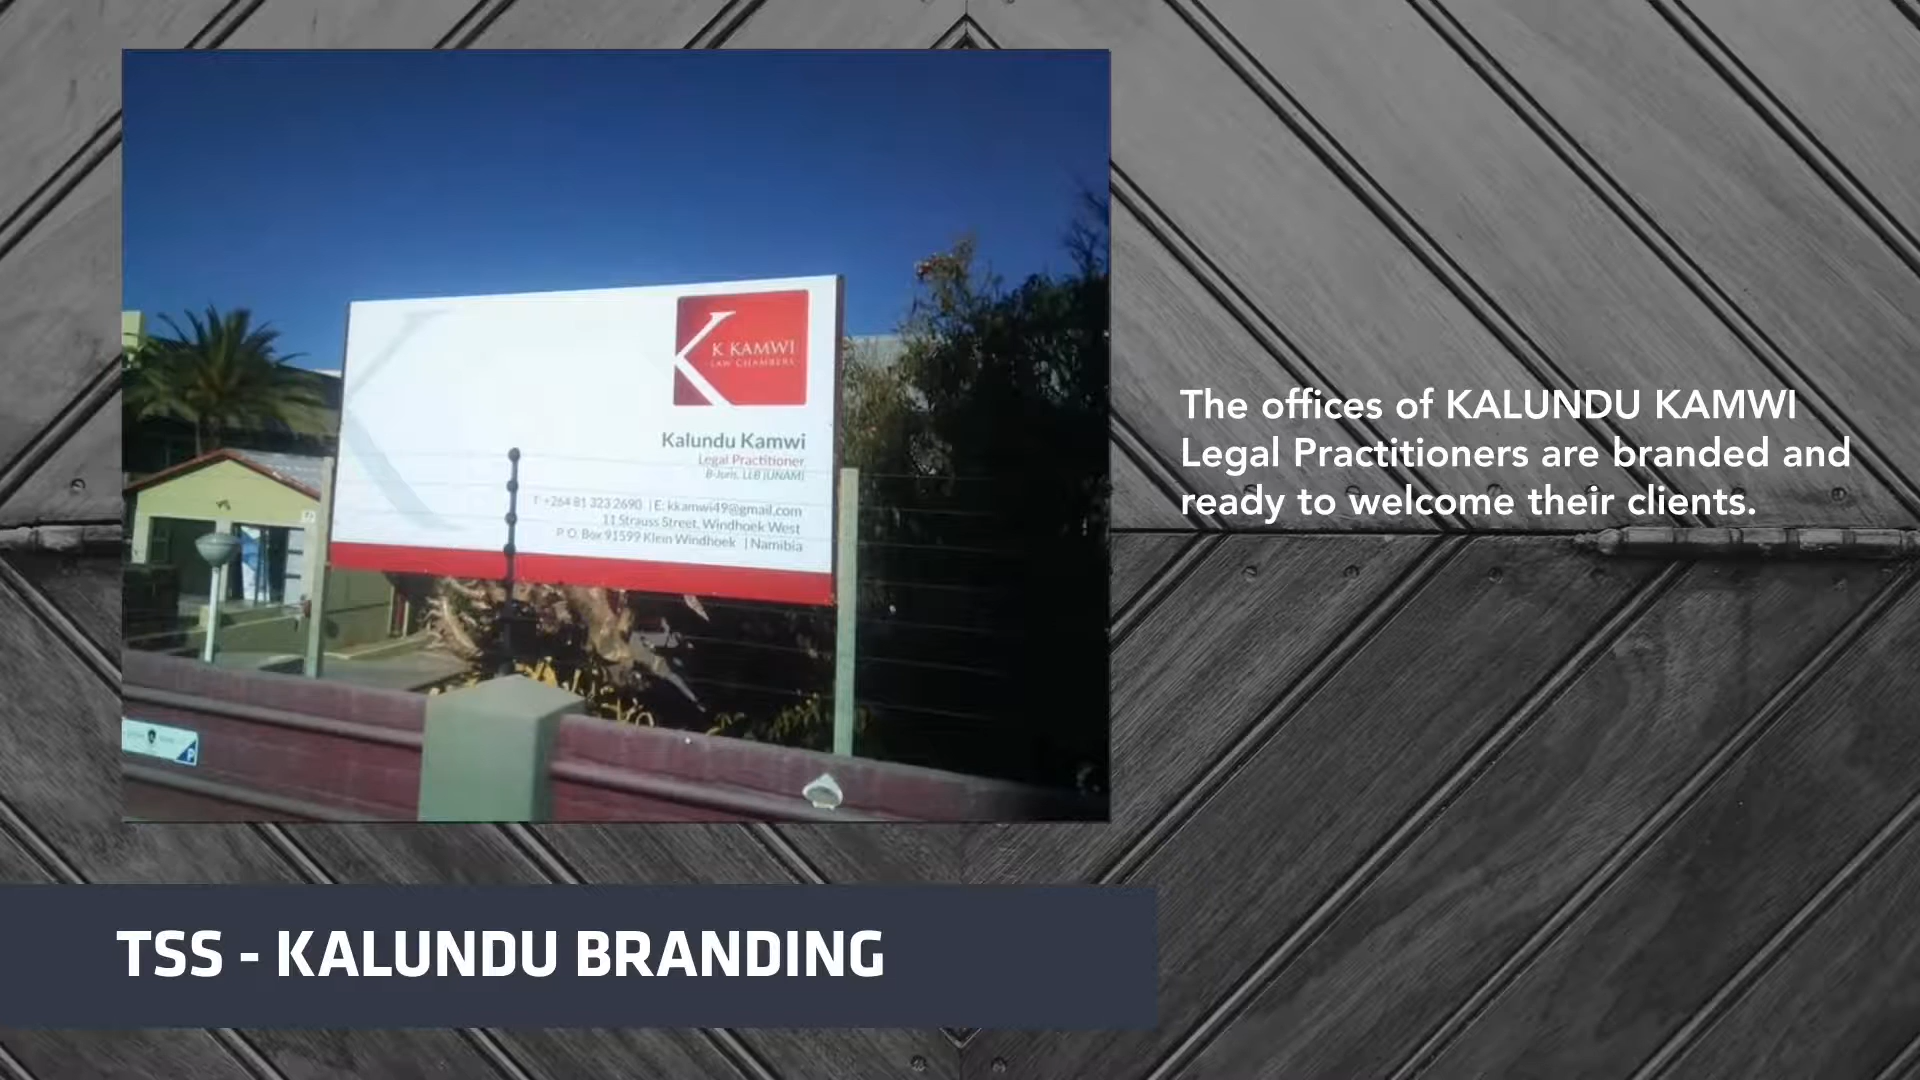 K KAMWI
LAW CHAMBERS
Kalundu Kamwi
Legal Practitioner
B-Juris, LLB (UNAM)
T: +264 81 323 2690 | E: kkamwi49@gmail.com
11 Strauss Street, Windhoek West
P O. Box 91599 Klein Windhoek | Namibia
P
The offices of KALUNDU KAMWI
Legal Practitioners are branded and
ready to welcome their clients.
TSS - KALUNDU BRANDING